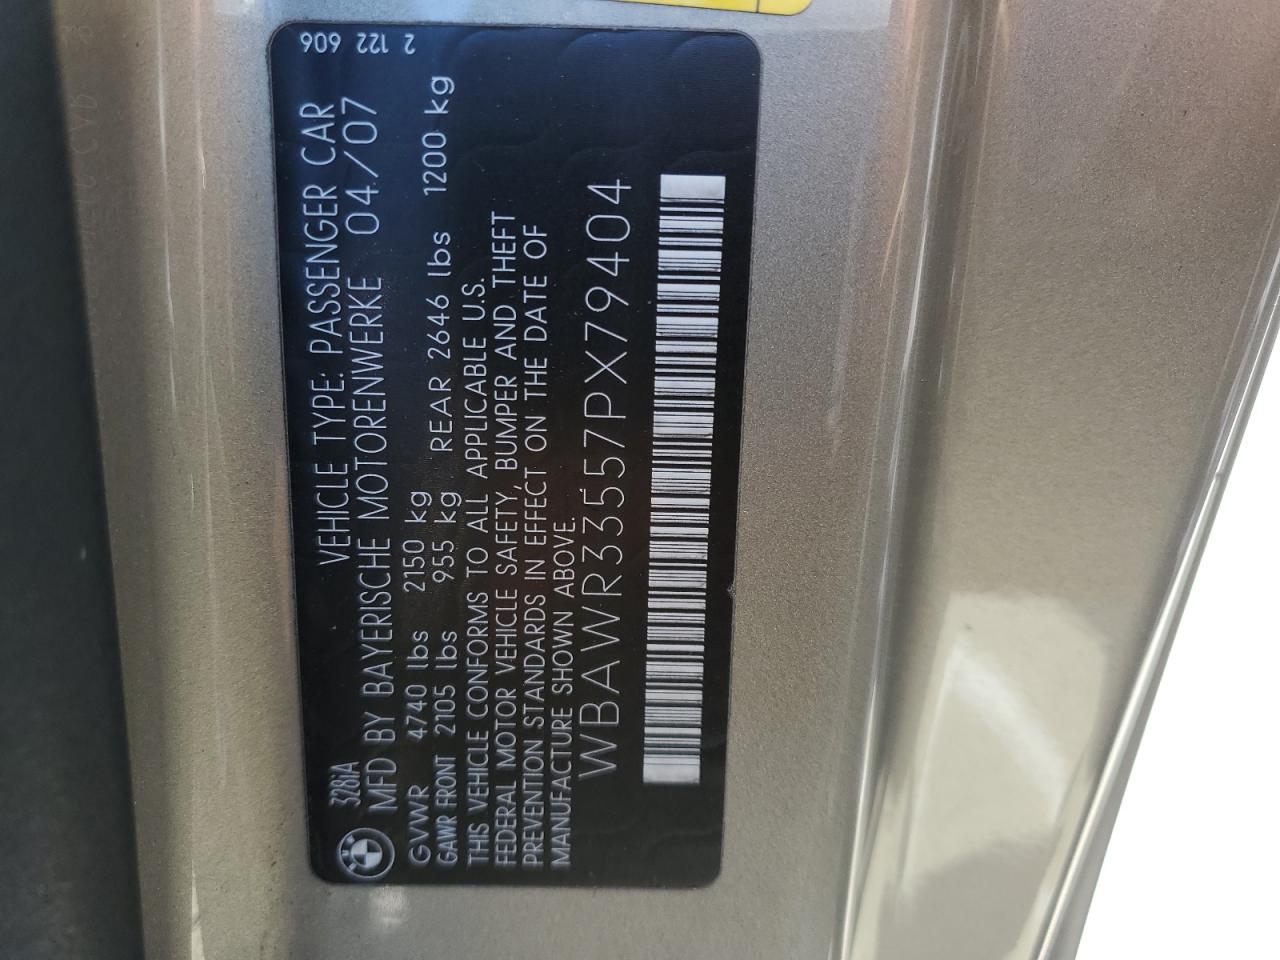 328iA
VEHICLE TYPE: PASSENGER CAR
606
MFD BY BAYERISCHE MOTORENWERKE 04/07
2 122
GVWR 4740 lbs 2150 kg
GAWR FRONT 2105 lbs 955 kg REAR 2646 lbs 1200 kg
THIS VEHICLE CONFORMS TO ALL APPLICABLE U.S.
FEDERAL MOTOR VEHICLE SAFETY, BUMPER AND THEFT
PREVENTION STANDARDS IN EFFECT ON THE DATE OF
MANUFACTURE SHOWN ABOVE.
WBAWR33557PX79404